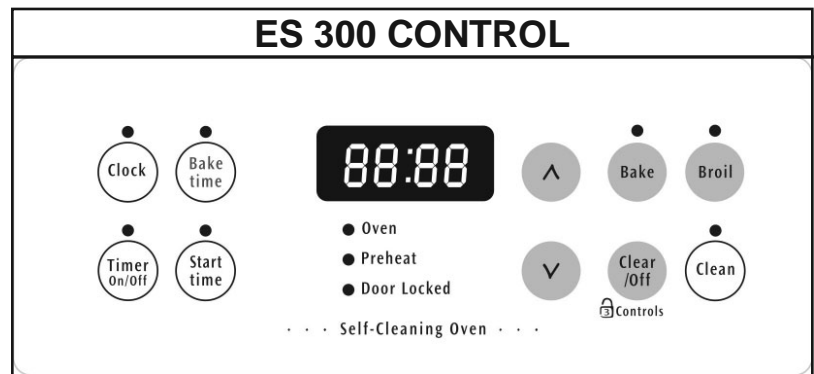 ES 300 CONTROL
Clock
Bake
time
88:88
Bake
Broil
Timer
On/Off
Start
time
Oven
Preheat
Door Locked
Clear
/Off
Clean
3 Controls
· · · Self-Cleaning Oven · · ·